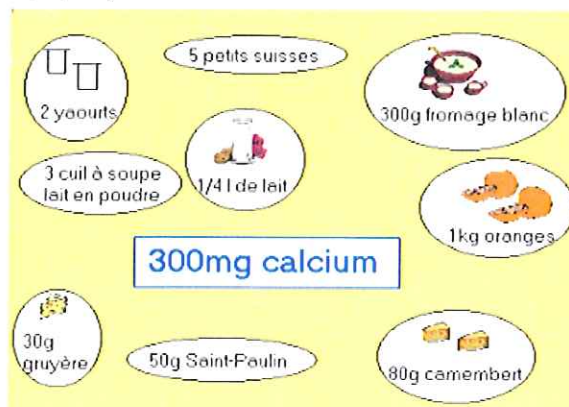 5 petits suisses
2 yaourts
300g fromage blanc
3 cuil à soupe
lait en poudre
1/4 l de lait
1kg oranges
300mg calcium
30g
gruyère
50g Saint-Paulin
80g camembert